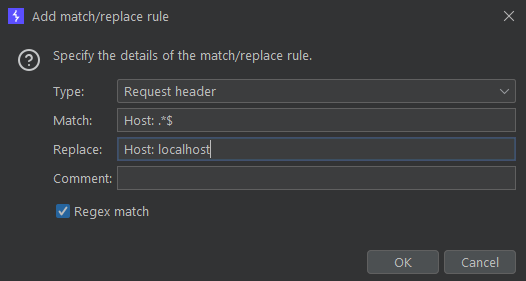 Add match/replace rule
Specify the details of the match/replace rule.
Type: Request header
Match: Host: .*$
Replace: Host: localhost
Comment:
Regex match
OK Cancel